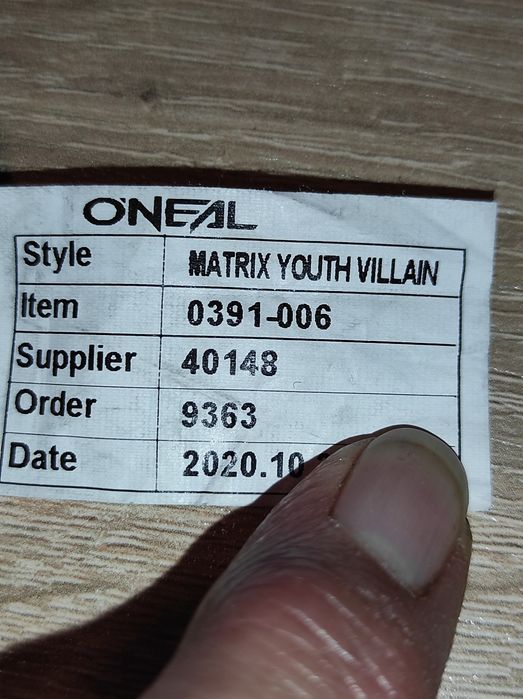 O'NEAL
Style MATRIX YOUTH VILLAIN
Item 0391-006
Supplier 40148
Order 9363
Date 2020.10